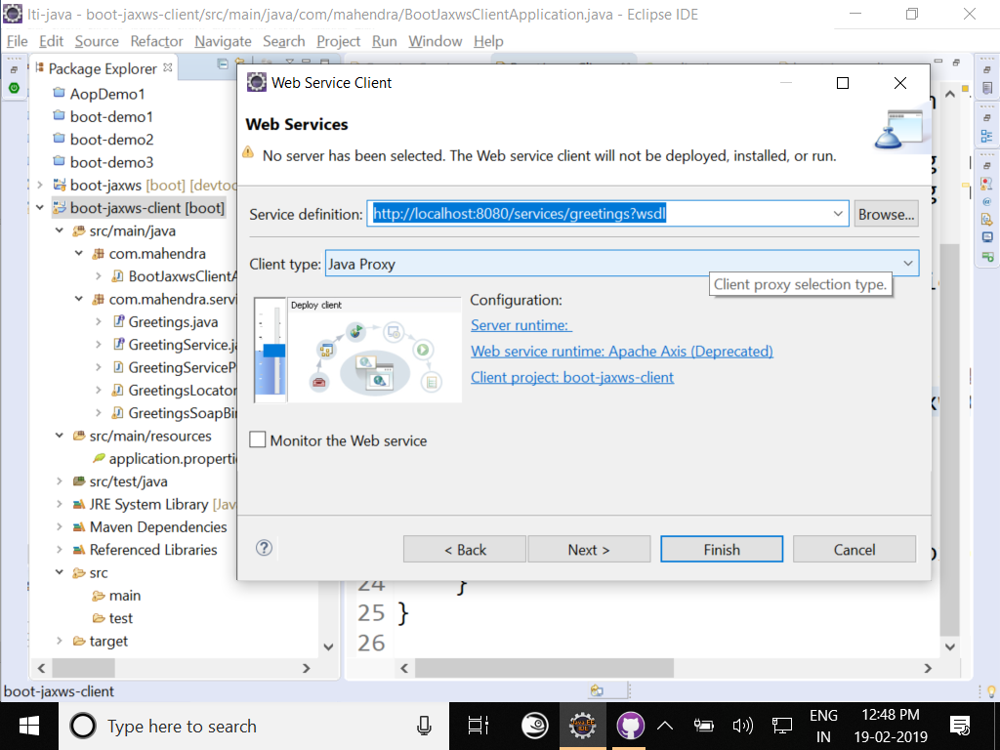 lti-java - boot-jaxws-client/src/main/java/com/mahendra/BootJaxwsClientApplication.java - Eclipse IDE
File Edit Source Refactor Navigate Search Project Run Window Help
Package Explorer
AopDemo1
boot-demo1
boot-demo2
boot-demo3
boot-jaxws [boot] [devtoo
boot-jaxws-client [boot]
src/main/java
com.mahendra
BootJaxwsClientA
com.mahendra.servi
Greetings.java
GreetingService.ja
GreetingServiceP
GreetingsLocator
GreetingsSoapBin
src/main/resources
application.propertie
src/test/java
JRE System Library [Jav
Maven Dependencies
Referenced Libraries
src
main
test
target
Web Service Client
Web Services
No server has been selected. The Web service client will not be deployed, installed, or run.
Service definition: http://localhost:8080/services/greetings?wsdl Browse...
Client type: Java Proxy
Client proxy selection type.
Deploy client
Configuration:
Server runtime:
Web service runtime: Apache Axis (Deprecated)
Client project: boot-jaxws-client
Monitor the Web service
< Back Next > Finish Cancel
24 }
25 }
26
boot-jaxws-client
Type here to search
ENG
IN
12:48 PM
19-02-2019